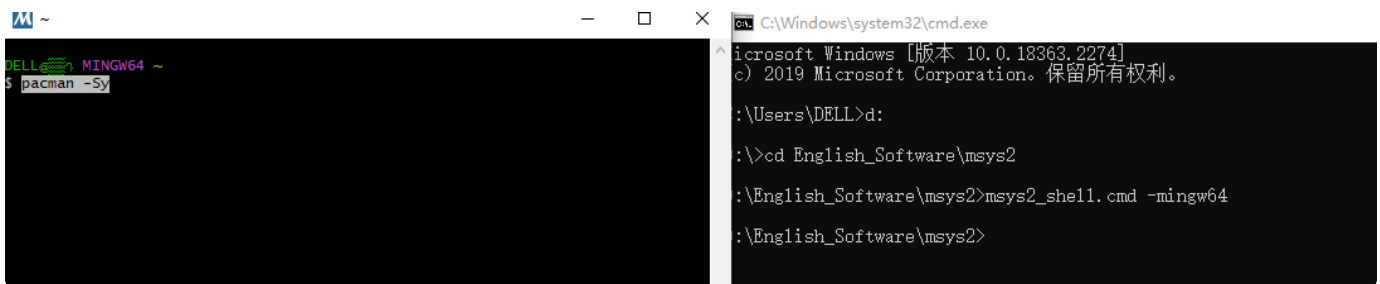 ~
DELL@ MINGW64 ~
$ pacman -Sy
C:\Windows\system32\cmd.exe
icrosoft Windows [版本 10.0.18363.2274]
c) 2019 Microsoft Corporation。保留所有权利。
:\Users\DELL>d:
:\>cd English_Software\msys2
:\English_Software\msys2>msys2_shell.cmd -mingw64
:\English_Software\msys2>